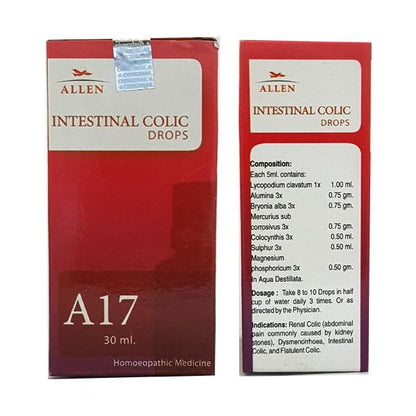 ALLEN
INTESTINAL COLIC
DROPS
A17
30 ml.
Homoeopathic Medicine
ALLEN
INTESTINAL COLIC
DROPS
Composition:
Each 5ml. contains:
Lycopodium clavatum 1x 1.00 ml.
Alumina 3x 0.75 gm.
Bryonia alba 3x 0.75 gm.
Mercurius sub
corrosivus 3x 0.75 gm.
Colocynthis 3x 0.50 ml.
Sulphur 3x 0.50 ml.
Magnesium
phosphoricum 3x 0.50 gm.
In Aqua Destillata.
Dosage : Take 8 to 10 Drops in half
cup of water daily 3 times. Or as
directed by the Physician.
Indications: Renal Colic (abdominal
pain commonly caused by kidney
stones), Dysmenorrhoea, Intestinal
Colic, and Flatulent Colic.